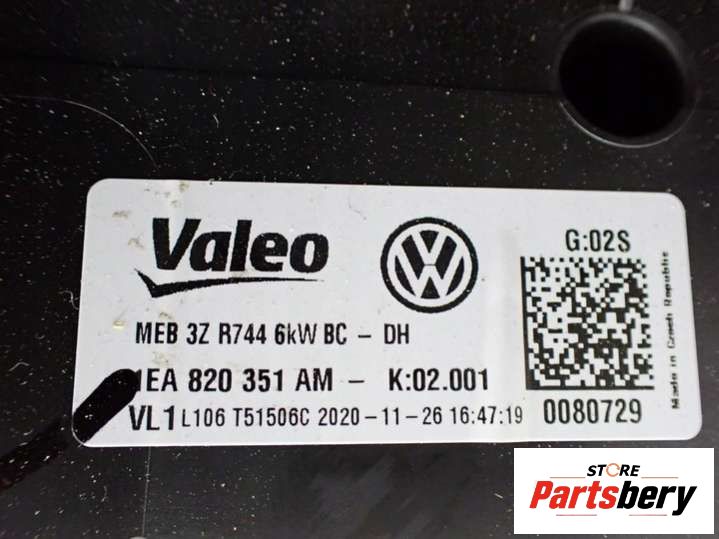 Valeo
G:02S
MEB 3Z R744 6kW BC - DH
1EA 820 351 AM - K:02.001
VL1 L106 T51506C 2020-11-26 16:47:19
0080729
Made in Czech Republic
STORE
Partsbery